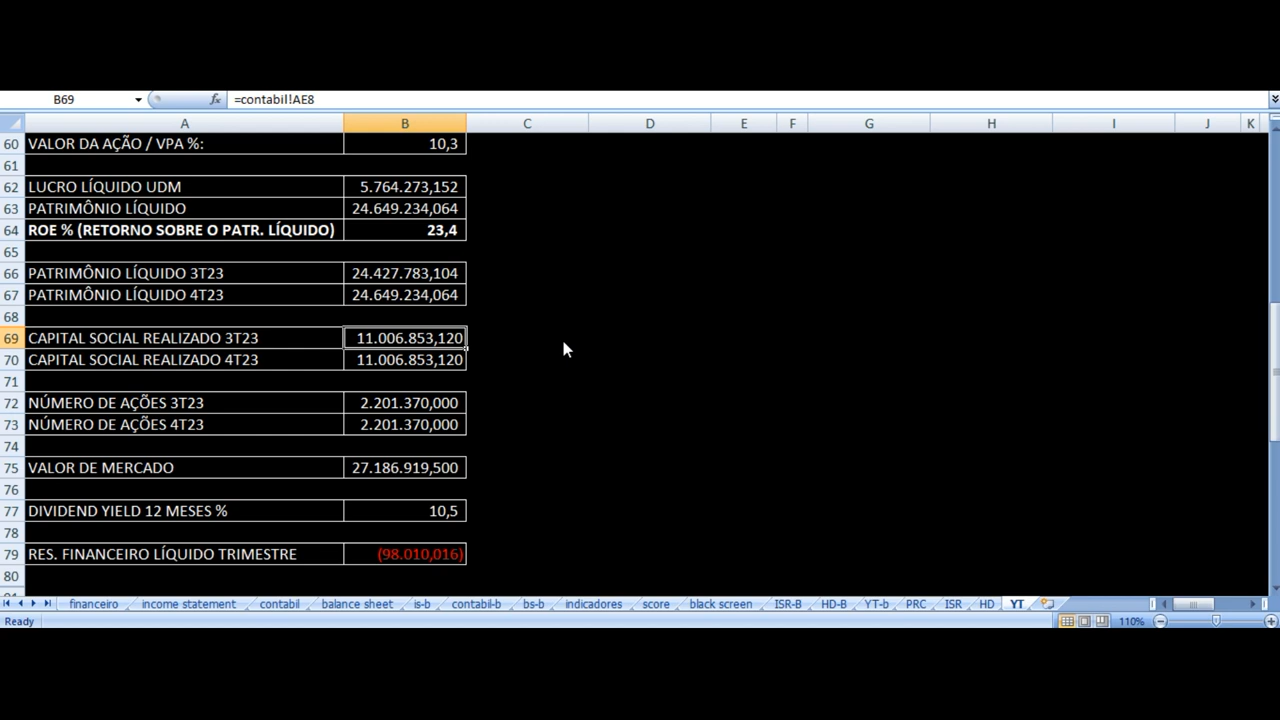 B69 fx =contabil!AE8
A B C D E F G H I J K
60 VALOR DA AÇÃO / VPA %: 10,3
61
62 LUCRO LÍQUIDO UDM 5.764.273,152
63 PATRIMÔNIO LÍQUIDO 24.649.234,064
64 ROE % (RETORNO SOBRE O PATR. LÍQUIDO) 23,4
65
66 PATRIMÔNIO LÍQUIDO 3T23 24.427.783,104
67 PATRIMÔNIO LÍQUIDO 4T23 24.649.234,064
68
69 CAPITAL SOCIAL REALIZADO 3T23 11.006.853,120
70 CAPITAL SOCIAL REALIZADO 4T23 11.006.853,120
71
72 NÚMERO DE AÇÕES 3T23 2.201.370,000
73 NÚMERO DE AÇÕES 4T23 2.201.370,000
74
75 VALOR DE MERCADO 27.186.919,500
76
77 DIVIDEND YIELD 12 MESES % 10,5
78
79 RES. FINANCEIRO LÍQUIDO TRIMESTRE (98.010,016)
80
financeiro income statement contabil balance sheet is-b contabil-b bs-b indicadores score black screen ISR-B HD-B YT-b PRC ISR HD YT
Ready 110%